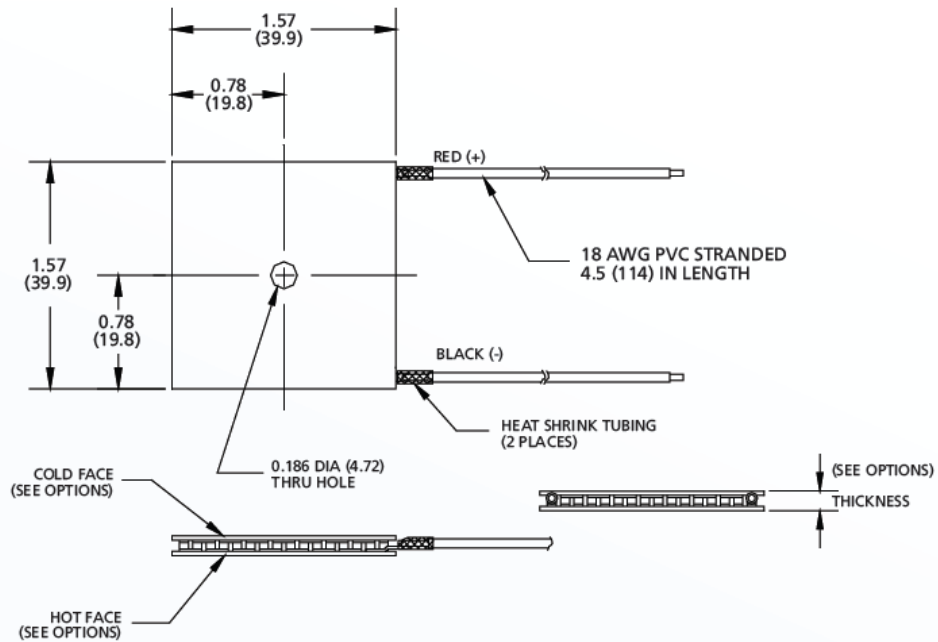 1.57
(39.9)
0.78
(19.8)
RED (+)
18 AWG PVC STRANDED
4.5 (114) IN LENGTH
1.57
(39.9)
0.78
(19.8)
BLACK (-)
HEAT SHRINK TUBING
(2 PLACES)
0.186 DIA (4.72)
THRU HOLE
COLD FACE
(SEE OPTIONS)
(SEE OPTIONS)
THICKNESS
HOT FACE
(SEE OPTIONS)